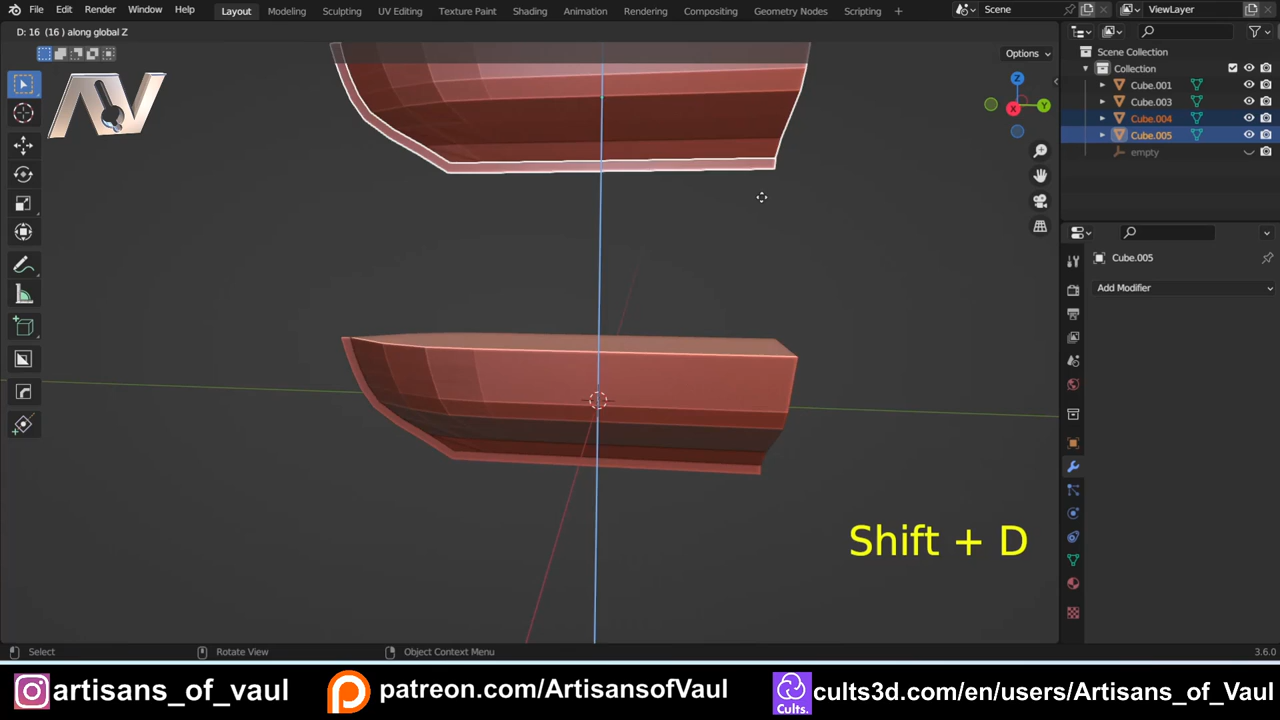 File Edit Render Window Help Layout Modeling Sculpting UV Editing Texture Paint Shading Animation Rendering Compositing Geometry Nodes Scripting + Scene ViewLayer
D: 16 (16 ) along global Z
Options
Scene Collection
Collection
Cube.001
Cube.003
Cube.004
Cube.005
empty
Z
Y
X
AV
Cube.005
Add Modifier
Shift + D
Select Rotate View Object Context Menu 3.6.0
artisans_of_vaul patreon.com/ArtisansofVaul Cults. cults3d.com/en/users/Artisans_of_Vaul